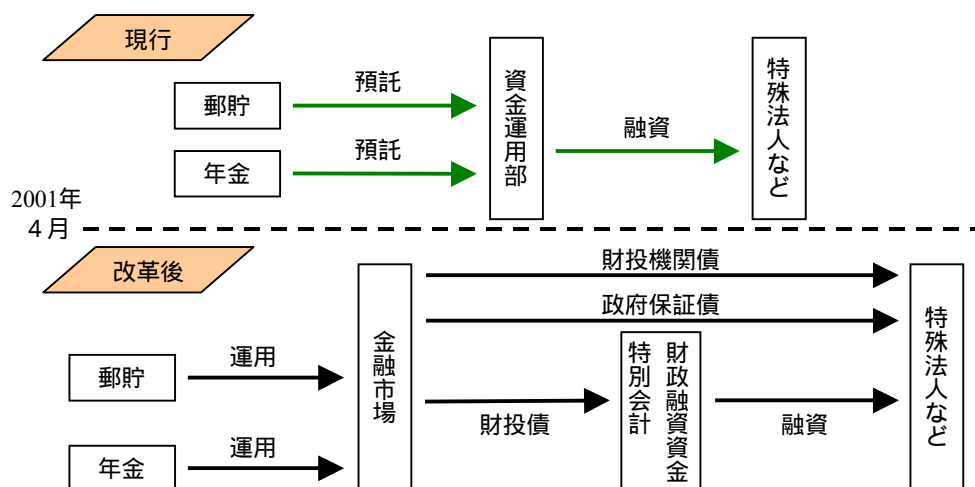 現行
郵貯
預託
年金
預託
資金運用部
融資
特殊法人など
2001年
４月
改革後
郵貯
運用
年金
運用
金融市場
財投機関債
政府保証債
財投債
財政融資資金
特別会計
融資
特殊法人など